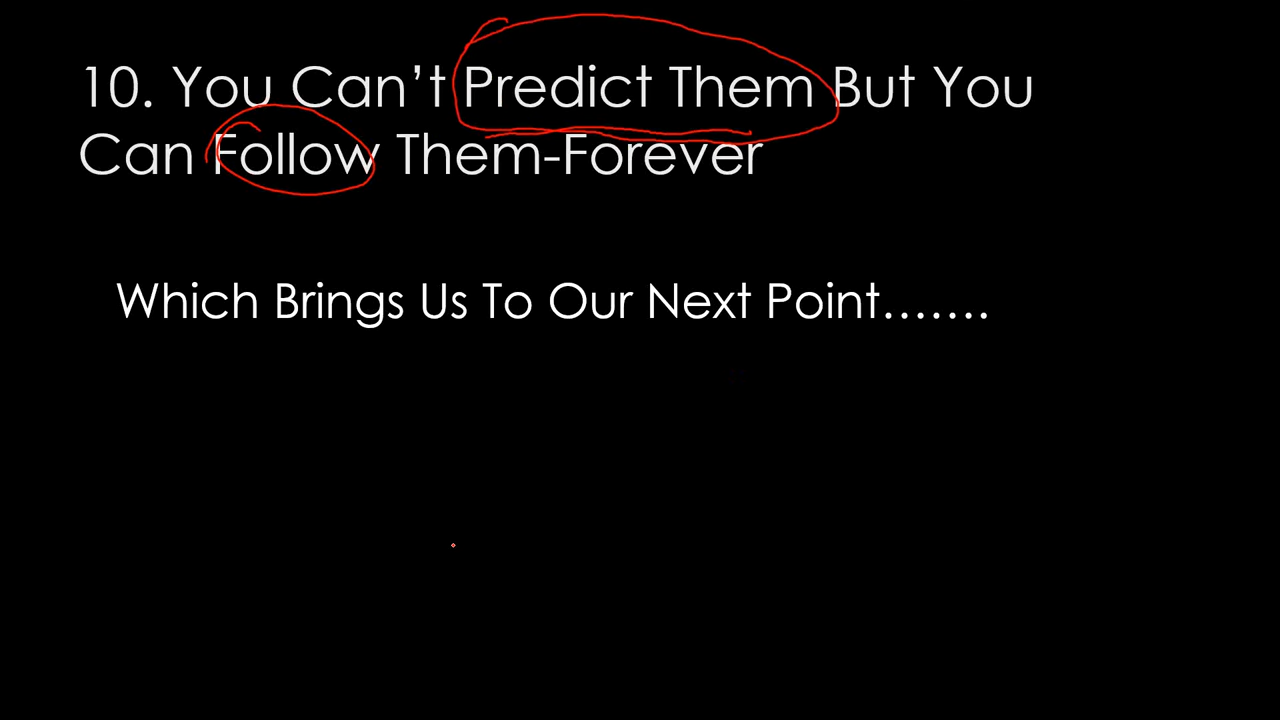 10. You Can’t Predict Them But You
Can Follow Them-Forever
Which Brings Us To Our Next Point.......